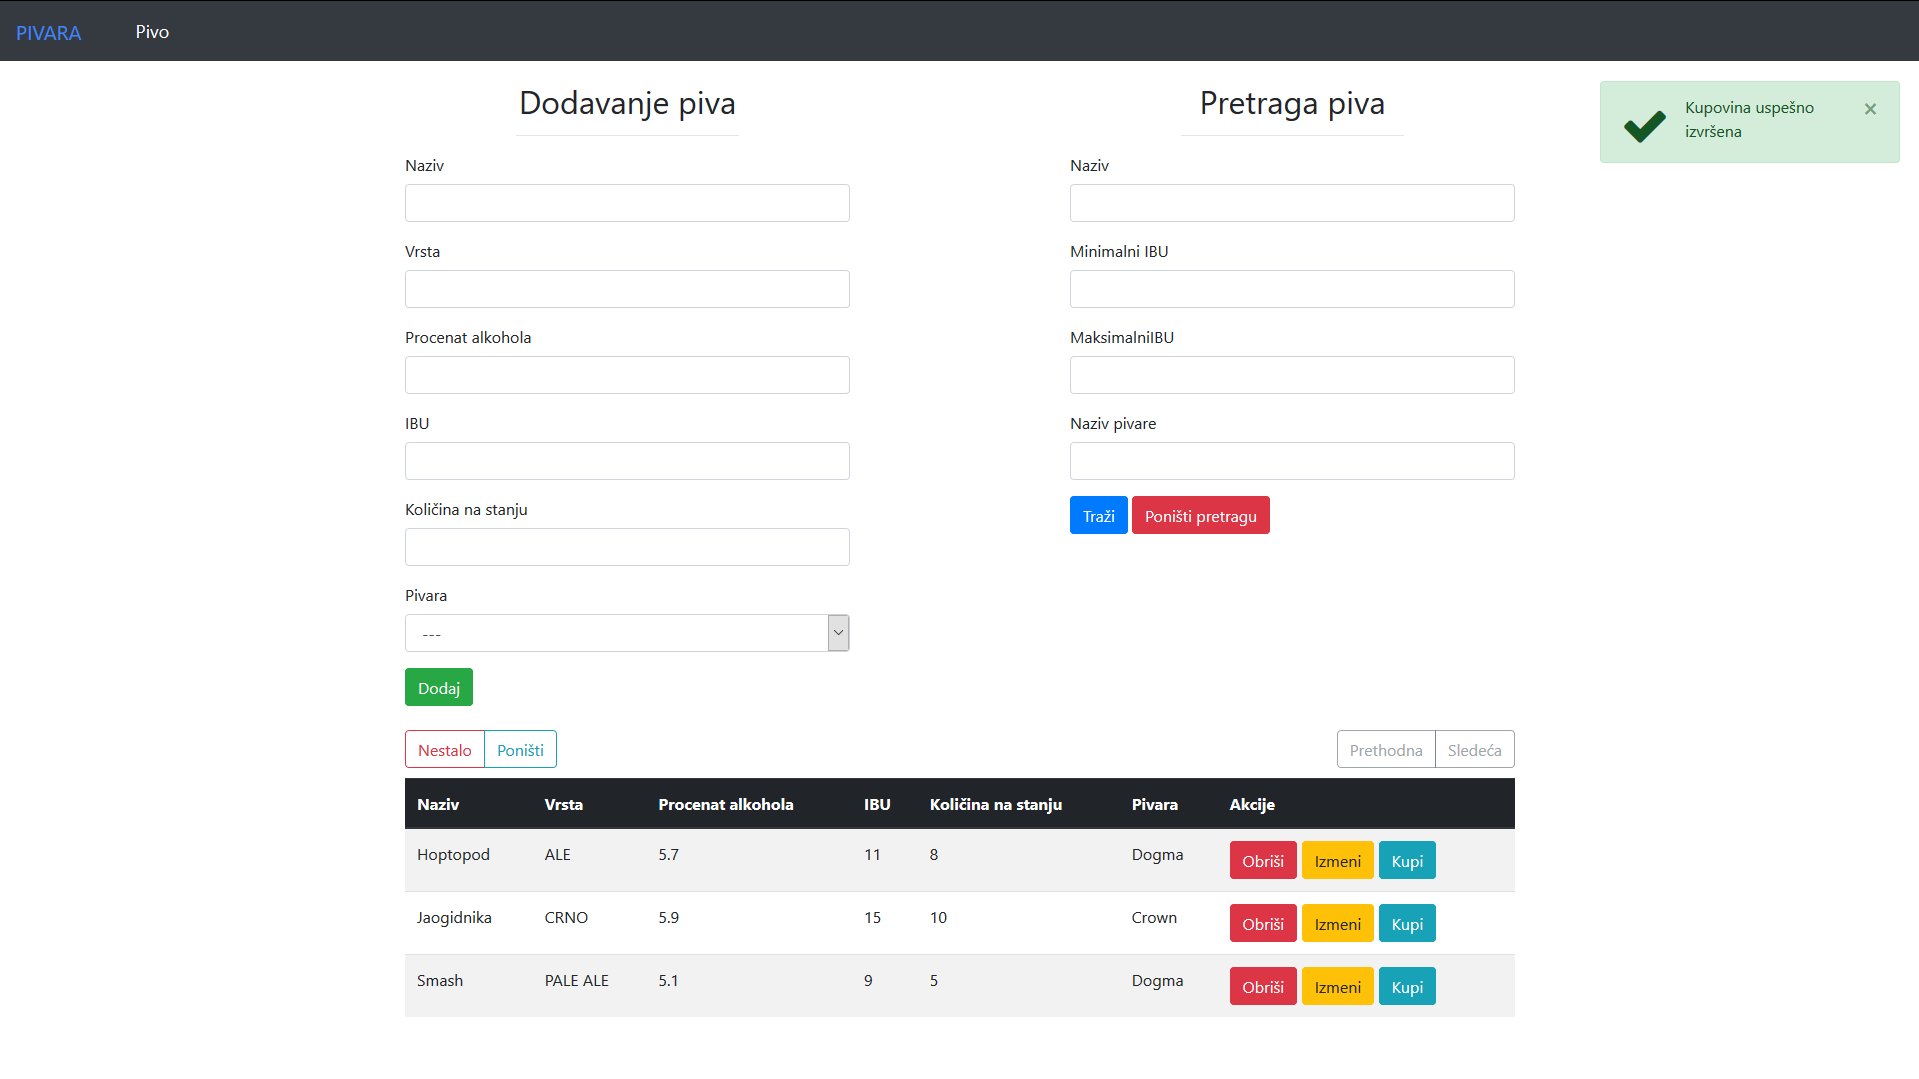 PIVARA
Pivo
Kupovina uspešno
izvršena
×
Dodavanje piva
Naziv
Vrsta
Procenat alkohola
IBU
Količina na stanju
Pivara
---
Dodaj
Pretraga piva
Naziv
Minimalni IBU
MaksimalniIBU
Naziv pivare
Traži Poništi pretragu
Nestalo Poništi
Prethodna Sledeća
Naziv Vrsta Procenat alkohola IBU Količina na stanju Pivara Akcije
Hoptopod ALE 5.7 11 8 Dogma Obriši Izmeni Kupi
Jaogidnika CRNO 5.9 15 10 Crown Obriši Izmeni Kupi
Smash PALE ALE 5.1 9 5 Dogma Obriši Izmeni Kupi